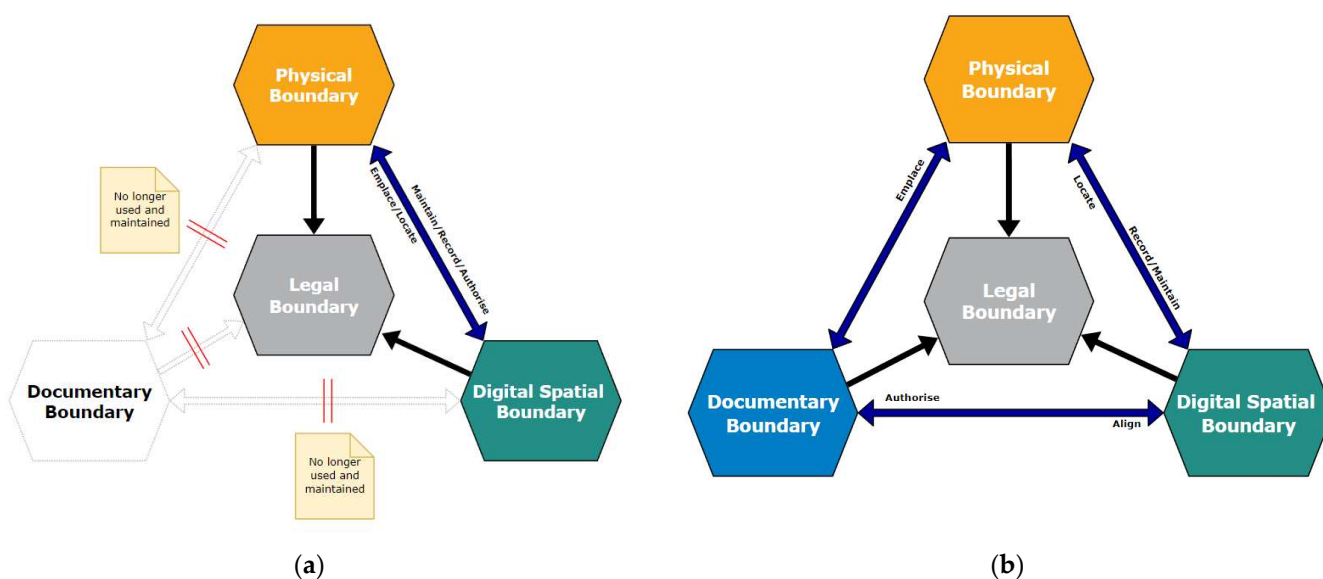 Physical
Boundary
No longer
used and
maintained
Maintain/Record/Authorise
Emplace/Locate
Legal
Boundary
Documentary
Boundary
Digital Spatial
Boundary
No longer
used and
maintained
(a)
Physical
Boundary
Emplace
Locate
Record/Maintain
Legal
Boundary
Documentary
Boundary
Authorise
Align
Digital Spatial
Boundary
(b)